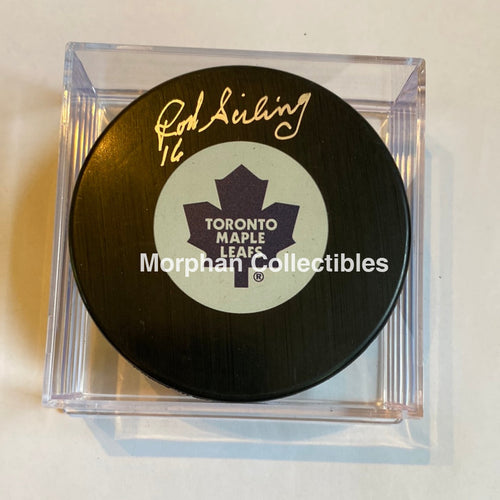 Rod Seiling
16
TORONTO
MAPLE
LEAFS
®
Morphan Collectibles